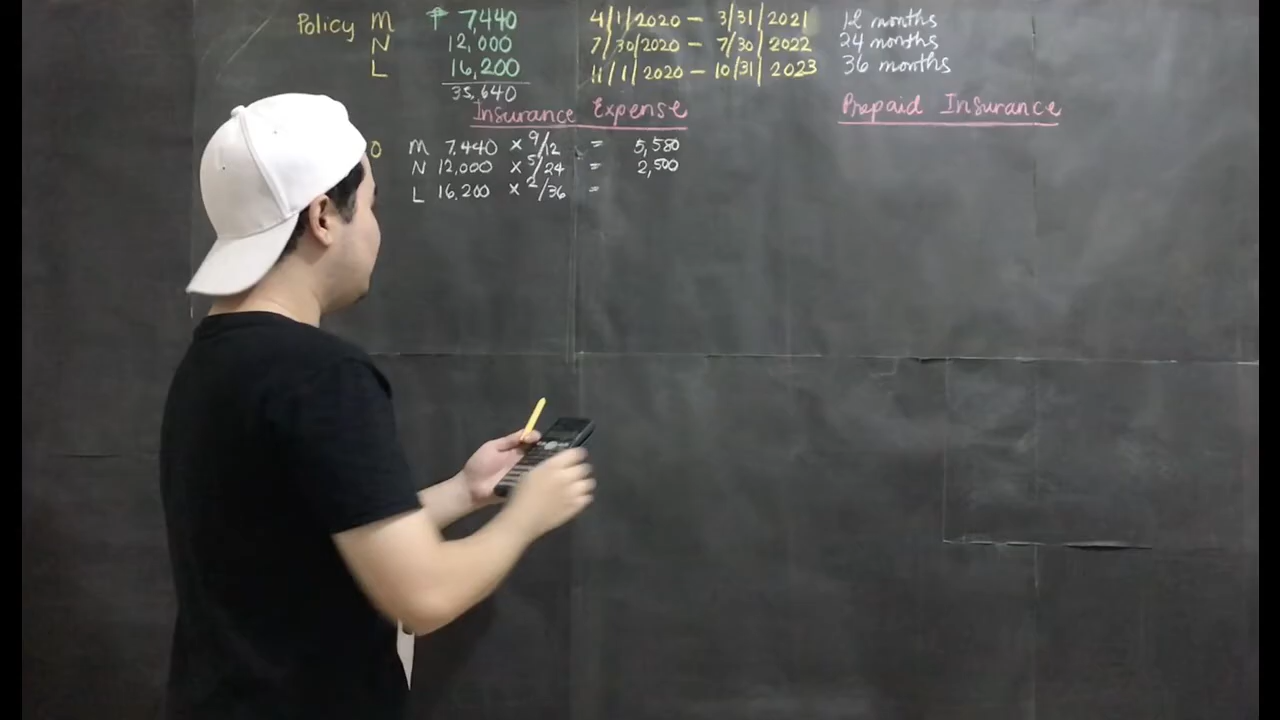 Policy M ₱ 7,440 4/1/2020 - 3/31/2021 12 months
N 12,000 7/30/2020 - 7/30/2022 24 months
L 16,200 11/1/2020 - 10/31/2023 36 months
35,640
Insurance Expense Prepaid Insurance
0 M 7,440 × 9/12 = 5,580
N 12,000 × 5/24 = 2,500
L 16,200 × 2/36 =